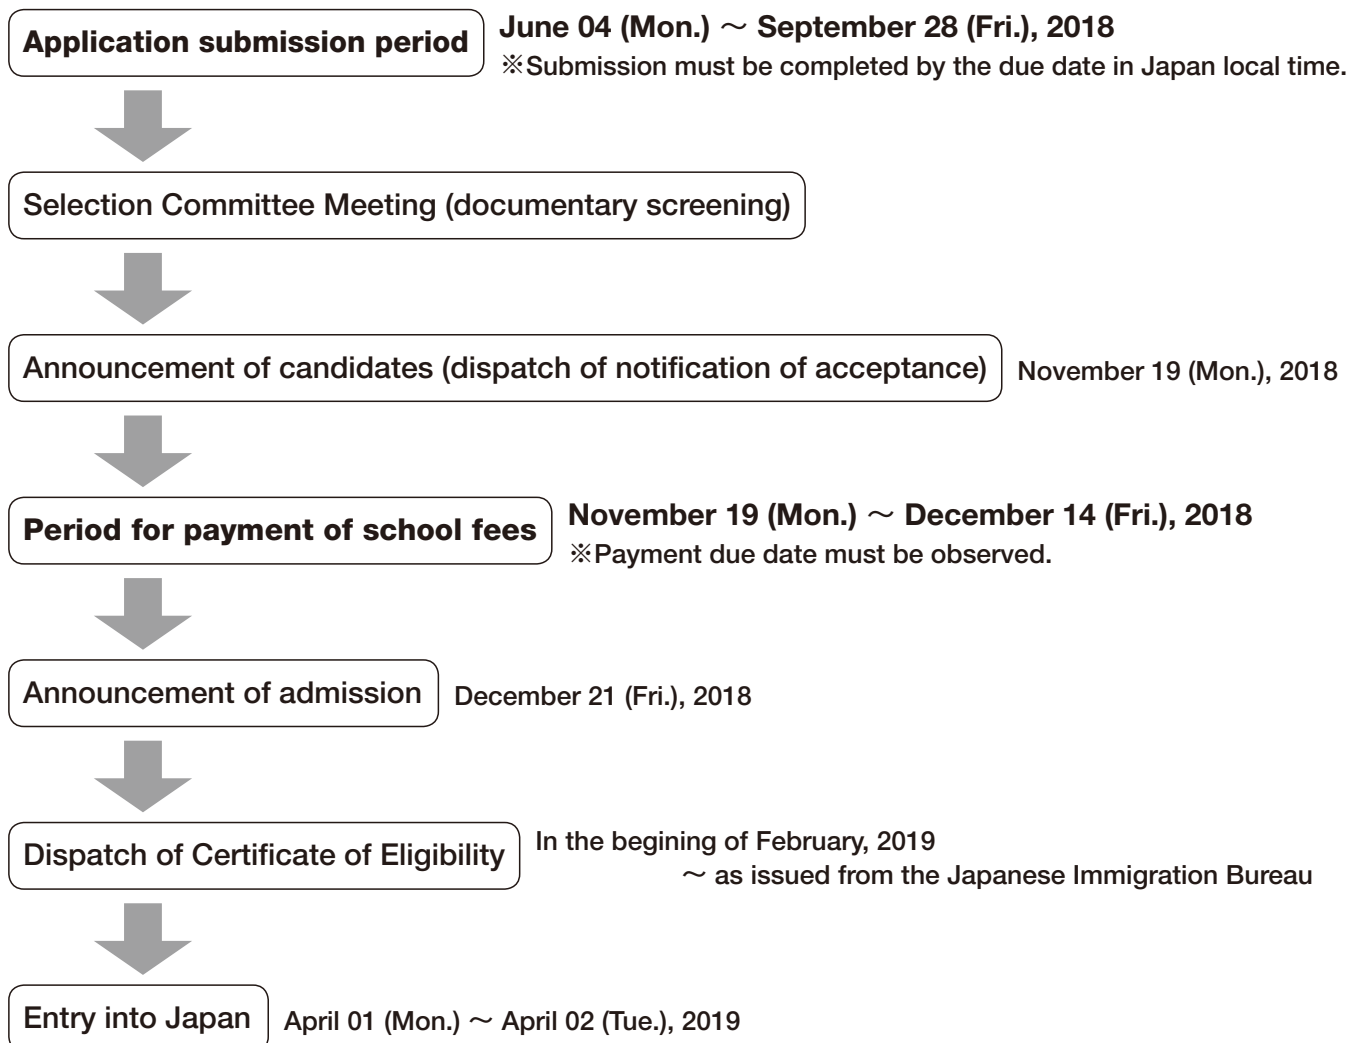 Application submission period
June 04 (Mon.) ～ September 28 (Fri.), 2018
※Submission must be completed by the due date in Japan local time.
Selection Committee Meeting (documentary screening)
Announcement of candidates (dispatch of notification of acceptance)
November 19 (Mon.), 2018
Period for payment of school fees
November 19 (Mon.) ～ December 14 (Fri.), 2018
※Payment due date must be observed.
Announcement of admission
December 21 (Fri.), 2018
Dispatch of Certificate of Eligibility
In the begining of February, 2019
～ as issued from the Japanese Immigration Bureau
Entry into Japan
April 01 (Mon.) ～ April 02 (Tue.), 2019